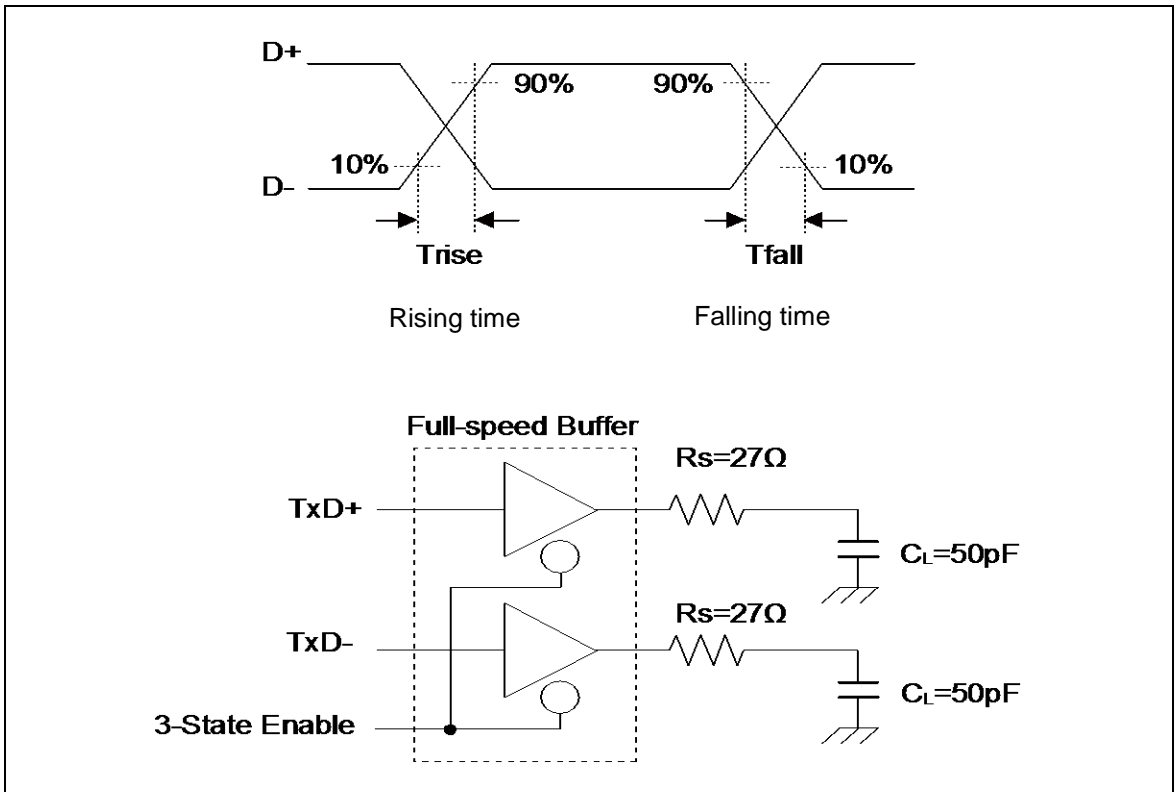 D+
90% 90%
10% 10%
D-
Trise Tfall
Rising time Falling time
Full-speed Buffer
Rs=27Ω
TxD+
CL=50pF
Rs=27Ω
TxD-
CL=50pF
3-State Enable